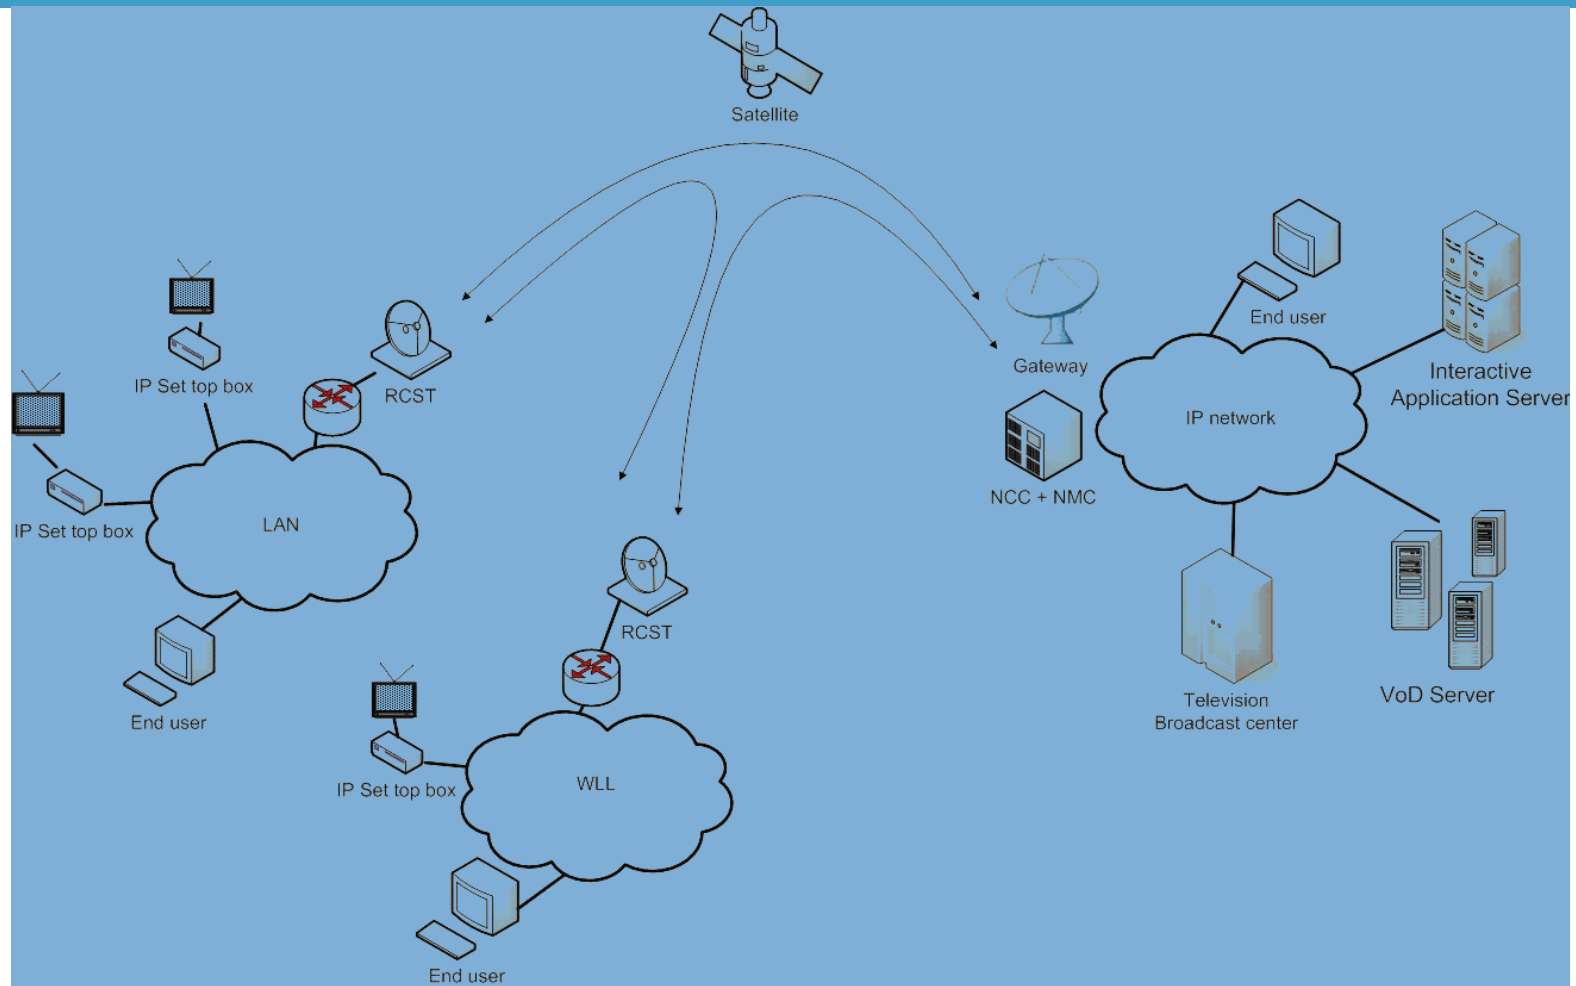 Satellite
End user
Gateway
Interactive
Application Server
IP Set top box
RCST
IP network
NCC + NMC
LAN
IP Set top box
RCST
End user
Television
Broadcast center
VoD Server
WLL
IP Set top box
End user